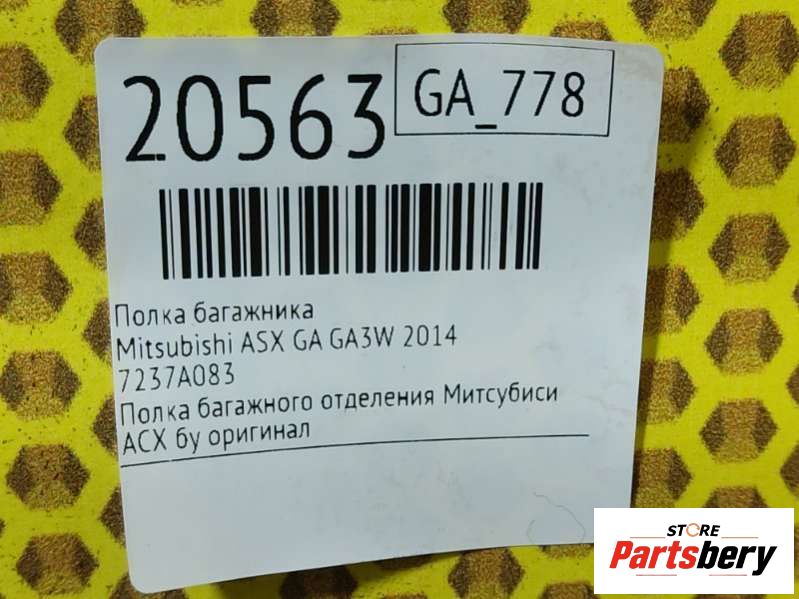 20563
GA_778
Полка багажника
Mitsubishi ASX GA GA3W 2014
7237A083
Полка багажного отделения Митсубиси
АСХ бу оригинал
STORE
Partsbery